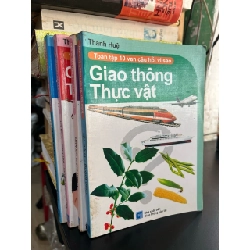 Thanh Huệ
Toàn tập 10 vạn câu hỏi vì sao
Giao thông
Thực vật